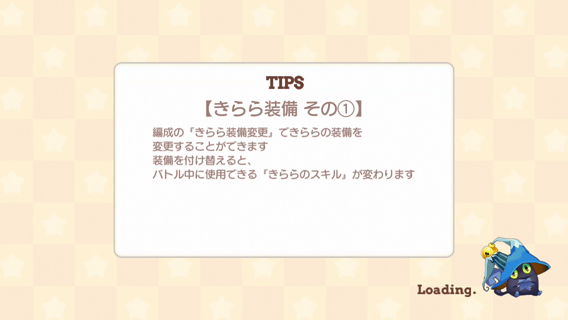 TIPS
【きらら装備 その①】
編成の「きらら装備変更」できららの装備を
変更することができます
装備を付け替えると、
バトル中に使用できる「きららのスキル」が変わります
Loading.